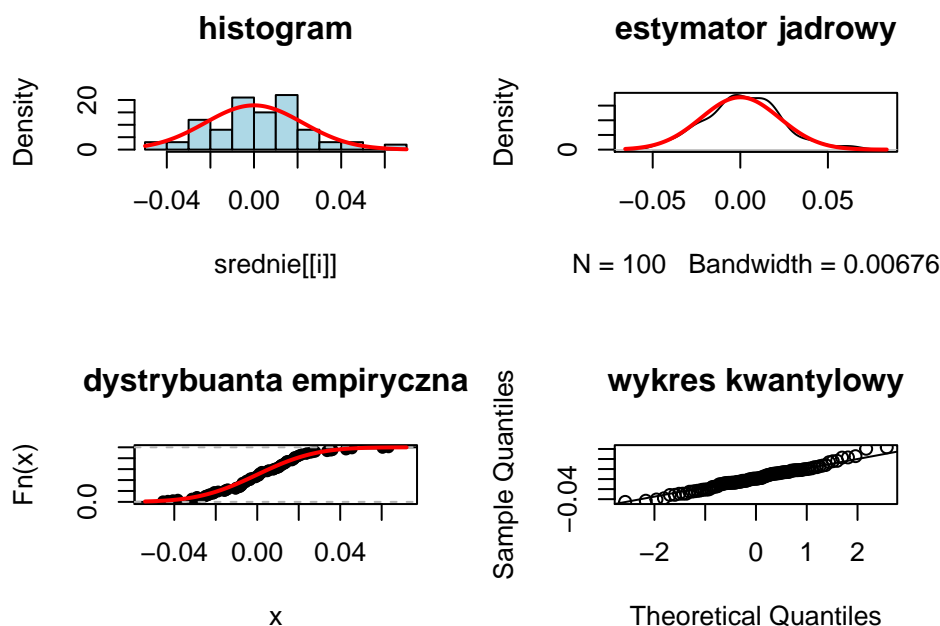 histogram
Density
0
20
−0.04
0.00
0.04
srednie[[i]]
estymator jadrowy
Density
0
−0.05
0.00
0.05
N = 100 Bandwidth = 0.00676
dystrybuanta empiryczna
Fn(x)
0.0
−0.04
0.00
0.04
x
wykres kwantylowy
Sample Quantiles
−0.04
−2
0
1
2
Theoretical Quantiles